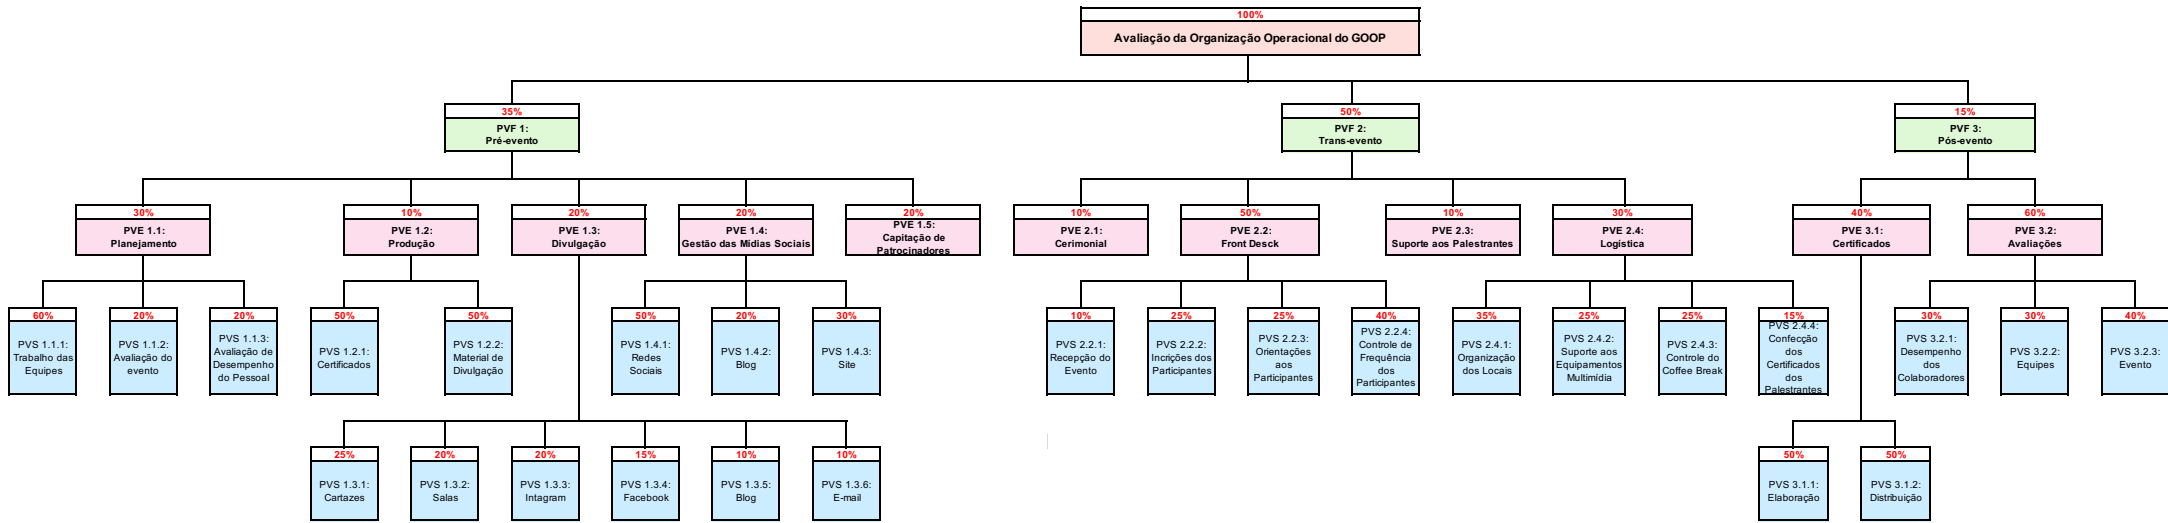 100%
Avaliação da Organização Operacional do GOOP
35%
PVF 1:
Pré-evento
50%
PVF 2:
Trans-evento
15%
PVF 3:
Pós-evento
30%
PVE 1.1:
Planejamento
10%
PVE 1.2:
Produção
20%
PVE 1.3:
Divulgação
20%
PVE 1.4:
Gestão das Mídias Sociais
20%
PVE 1.5:
Capitação de
Patrocinadores
10%
PVE 2.1:
Cerimonial
50%
PVE 2.2:
Front Desck
10%
PVE 2.3:
Suporte aos Palestrantes
30%
PVE 2.4:
Logística
40%
PVE 3.1:
Certificados
60%
PVE 3.2:
Avaliações
60%
PVS 1.1.1:
Trabalho das
Equipes
20%
PVS 1.1.2:
Avaliação do
evento
20%
PVS 1.1.3:
Avaliação de
Desempenho
do Pessoal
50%
PVS 1.2.1:
Certificados
50%
PVS 1.2.2:
Material de
Divulgação
50%
PVS 1.4.1:
Redes
Sociais
20%
PVS 1.4.2:
Blog
30%
PVS 1.4.3:
Site
10%
PVS 2.2.1:
Recepção do
Evento
25%
PVS 2.2.2:
Incrições dos
Participantes
25%
PVS 2.2.3:
Orientações
aos
Participantes
40%
PVS 2.2.4:
Controle de
Frequência
dos
Participantes
35%
PVS 2.4.1:
Organização
dos Locais
25%
PVS 2.4.2:
Suporte aos
Equipamentos
Multimídia
25%
PVS 2.4.3:
Controle do
Coffee Break
15%
PVS 2.4.4:
Confecção
dos
Certificados
dos
Palestrantes
30%
PVS 3.2.1:
Desempenho
dos
Colaboradores
30%
PVS 3.2.2:
Equipes
40%
PVS 3.2.3:
Evento
25%
PVS 1.3.1:
Cartazes
20%
PVS 1.3.2:
Salas
20%
PVS 1.3.3:
Intagram
15%
PVS 1.3.4:
Facebook
10%
PVS 1.3.5:
Blog
10%
PVS 1.3.6:
E-mail
50%
PVS 3.1.1:
Elaboração
50%
PVS 3.1.2:
Distribuição